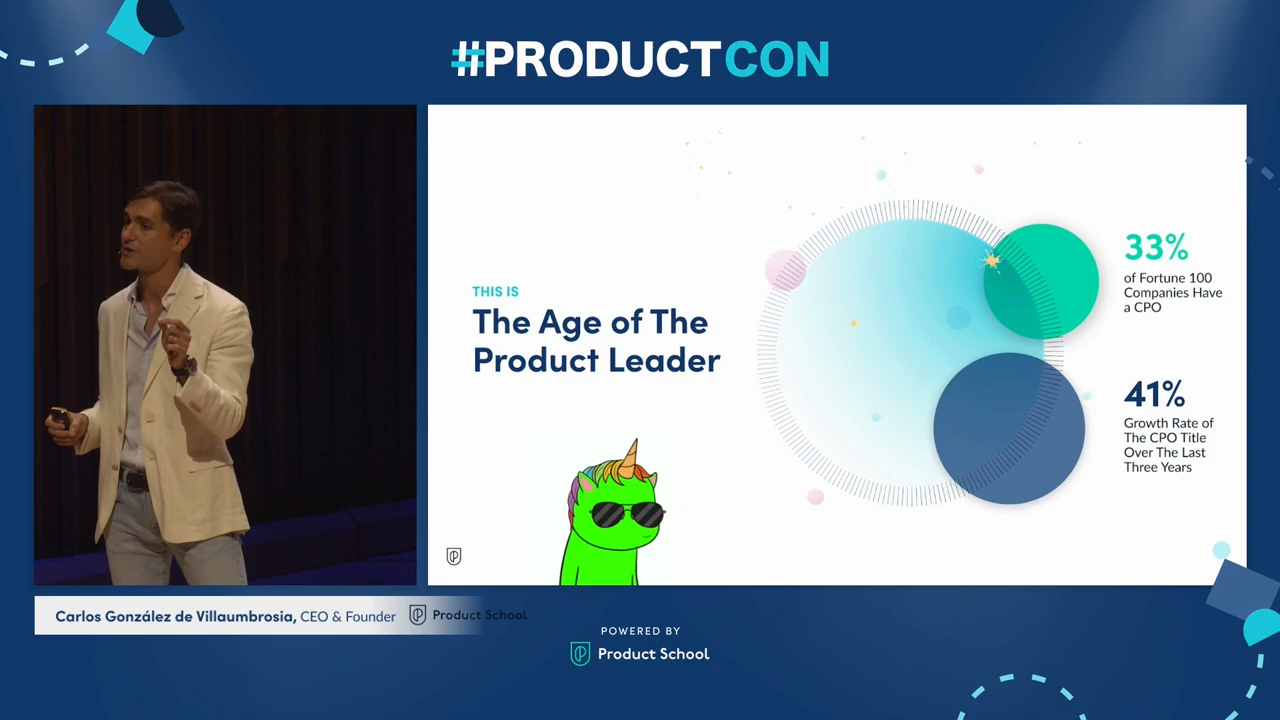 #PRODUCTCON
THIS IS
The Age of The
Product Leader
33%
of Fortune 100
Companies Have
a CPO
41%
Growth Rate of
The CPO Title
Over The Last
Three Years
Carlos González de Villaumbrosia, CEO & Founder Product School
POWERED BY
Product School